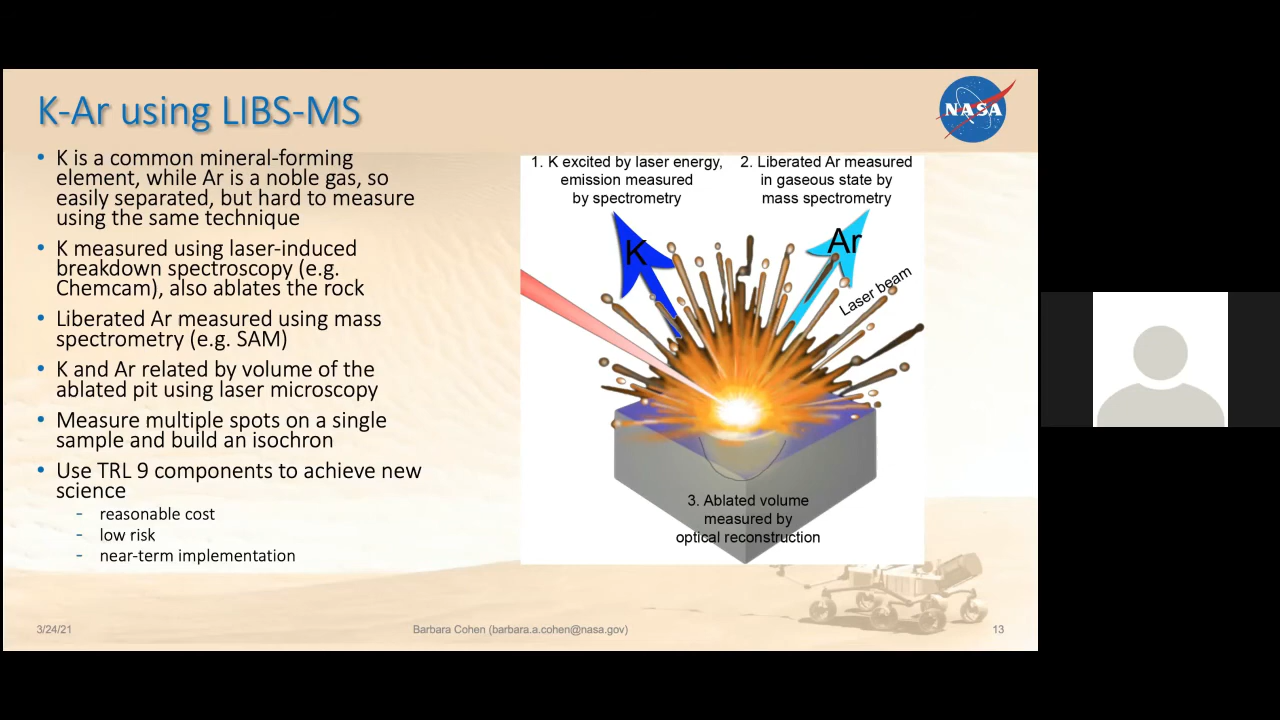 K-Ar using LIBS-MS
NASA
• K is a common mineral-forming
element, while Ar is a noble gas, so
easily separated, but hard to measure
using the same technique
• K measured using laser-induced
breakdown spectroscopy (e.g.
Chemcam), also ablates the rock
• Liberated Ar measured using mass
spectrometry (e.g. SAM)
• K and Ar related by volume of the
ablated pit using laser microscopy
• Measure multiple spots on a single
sample and build an isochron
• Use TRL 9 components to achieve new
science
- reasonable cost
- low risk
- near-term implementation
1. K excited by laser energy,
emission measured
by spectrometry
2. Liberated Ar measured
in gaseous state by
mass spectrometry
K
Ar
Laser beam
3. Ablated volume
measured by
optical reconstruction
3/24/21
Barbara Cohen (barbara.a.cohen@nasa.gov)
13